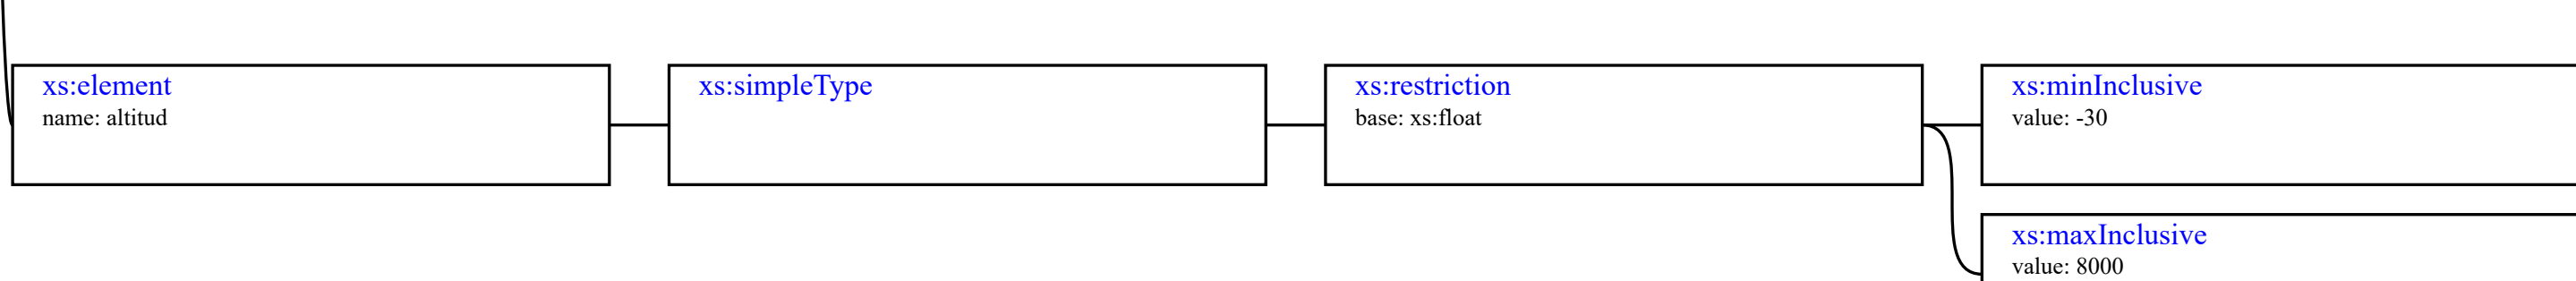 xs:element
name: altitud
xs:simpleType
xs:restriction
base: xs:float
xs:minInclusive
value: -30
xs:maxInclusive
value: 8000